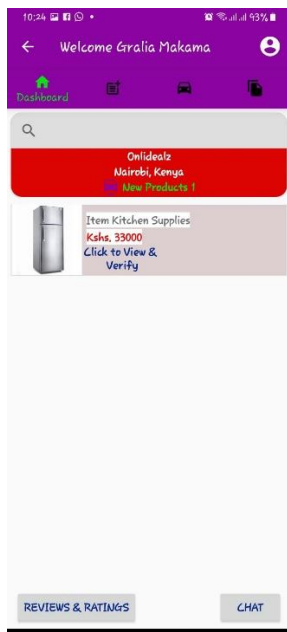 10:24
93%
Welcome Gralia Makama
Dashboard
Onlidealz
Nairobi, Kenya
New Products 1
Item Kitchen Supplies
Kshs, 33000
Click to View &
Verify
REVIEWS & RATINGS
CHAT